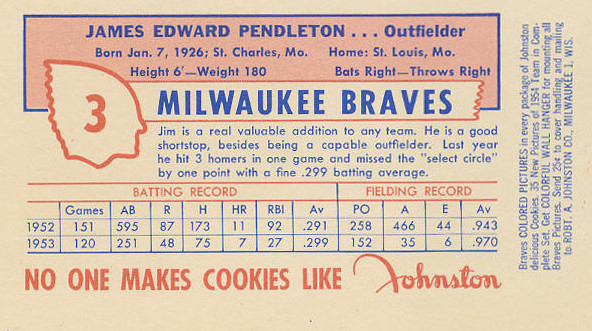 JAMES EDWARD PENDLETON . . . Outfielder
Born Jan. 7, 1926; St. Charles, Mo. Home: St. Louis, Mo.
Height 6'—Weight 180 Bats Right—Throws Right
3
MILWAUKEE BRAVES
Jim is a real valuable addition to any team. He is a good
shortstop, besides being a capable outfielder. Last year
he hit 3 homers in one game and missed the "select circle"
by one point with a fine .299 batting average.
BATTING RECORD FIELDING RECORD
Games AB R H HR RBI Av PO A E Av
1952 151 595 87 173 11 92 .291 258 466 44 .943
1953 120 251 48 75 7 27 .299 152 35 6 .970
NO ONE MAKES COOKIES LIKE Johnston
Braves COLORED PICTURES in every package of Johnston
delicious Cookies. 35 New Pictures of 1954 Team in Com-
plete Set. Get COLORFUL WALL HANGER for mounting all
Braves Pictures. Send 25¢ to cover handling and mailing
to ROBT. A. JOHNSTON CO., MILWAUKEE 1, WIS.